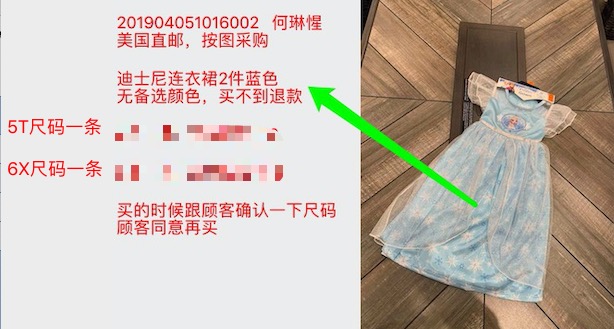 201904051016002 何琳惺
美国直邮，按图采购
迪士尼连衣裙2件蓝色
无备选颜色，买不到退款
5T尺码一条
6X尺码一条
买的时候跟顾客确认一下尺码
顾客同意再买